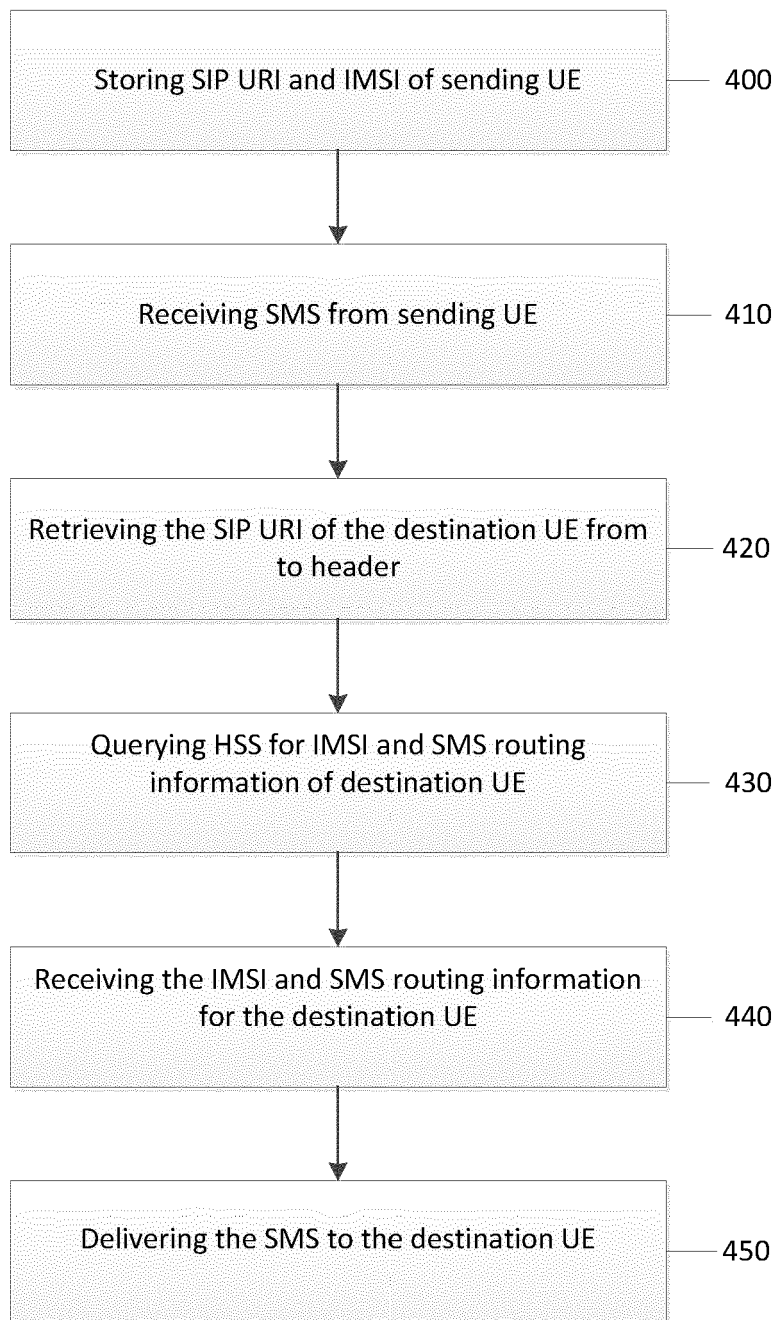 Storing SIP URI and IMSI of sending UE
400
Receiving SMS from sending UE
410
Retrieving the SIP URI of the destination UE from
to header
420
Querying HSS for IMSI and SMS routing
information of destination UE
430
Receiving the IMSI and SMS routing information
for the destination UE
440
Delivering the SMS to the destination UE
450